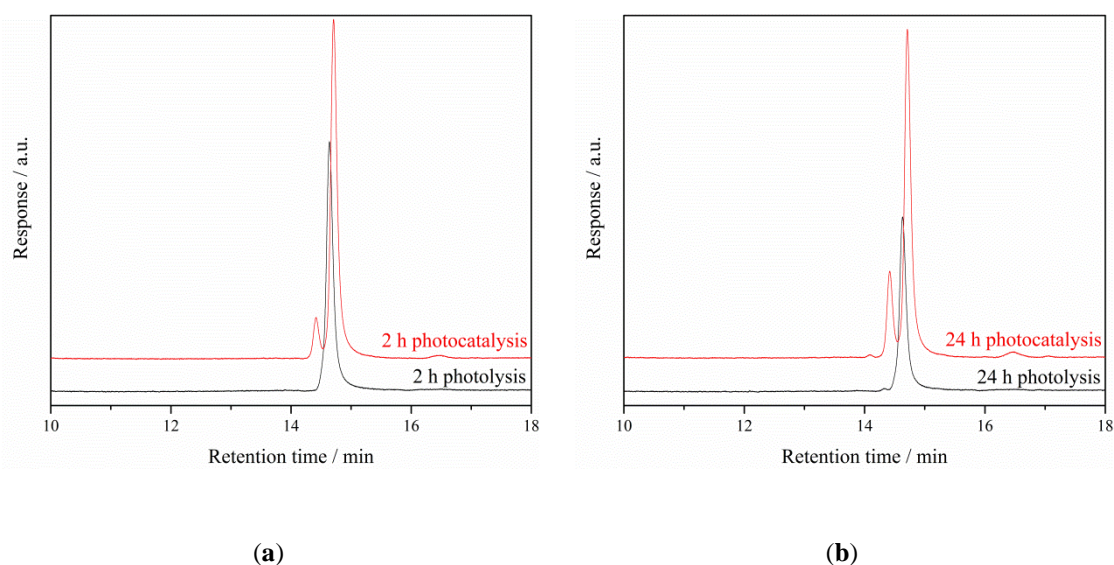 Response / a.u.
2 h photocatalysis
2 h photolysis
10 12 14 16 18
Retention time / min
(a)
Response / a.u.
24 h photocatalysis
24 h photolysis
10 12 14 16 18
Retention time / min
(b)